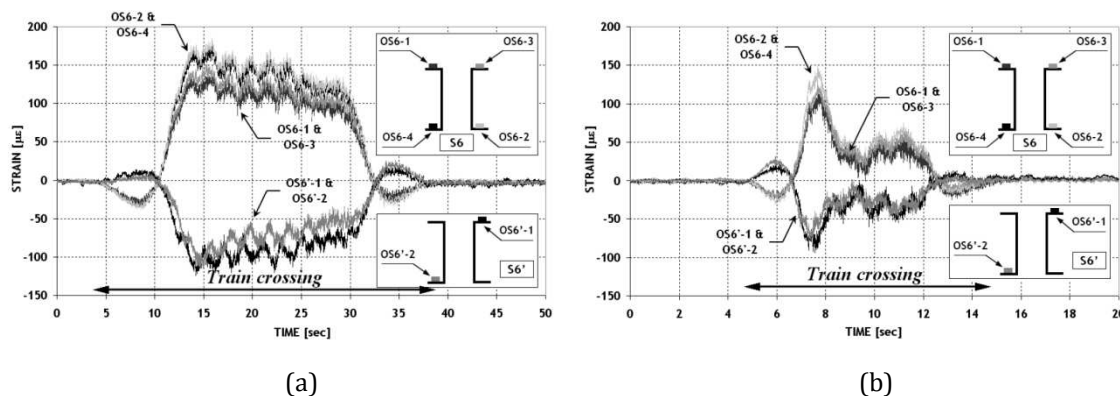 200
150
100
50
0
-50
-100
-150
STRAIN [με]
0 5 10 15 20 25 30 35 40 45 50
TIME [sec]
OS6-2 &
OS6-4
OS6-1 &
OS6-3
OS6'-1 &
OS6'-2
Train crossing
OS6-1
OS6-3
OS6-4
OS6-2
S6
OS6'-1
OS6'-2
S6'
(a)
200
150
100
50
0
-50
-100
-150
STRAIN [με]
0 2 4 6 8 10 12 14 16 18 20
TIME [sec]
OS6-2 &
OS6-4
OS6-1 &
OS6-3
OS6'-1 &
OS6'-2
Train crossing
OS6-1
OS6-3
OS6-4
OS6-2
S6
OS6'-1
OS6'-2
S6'
(b)